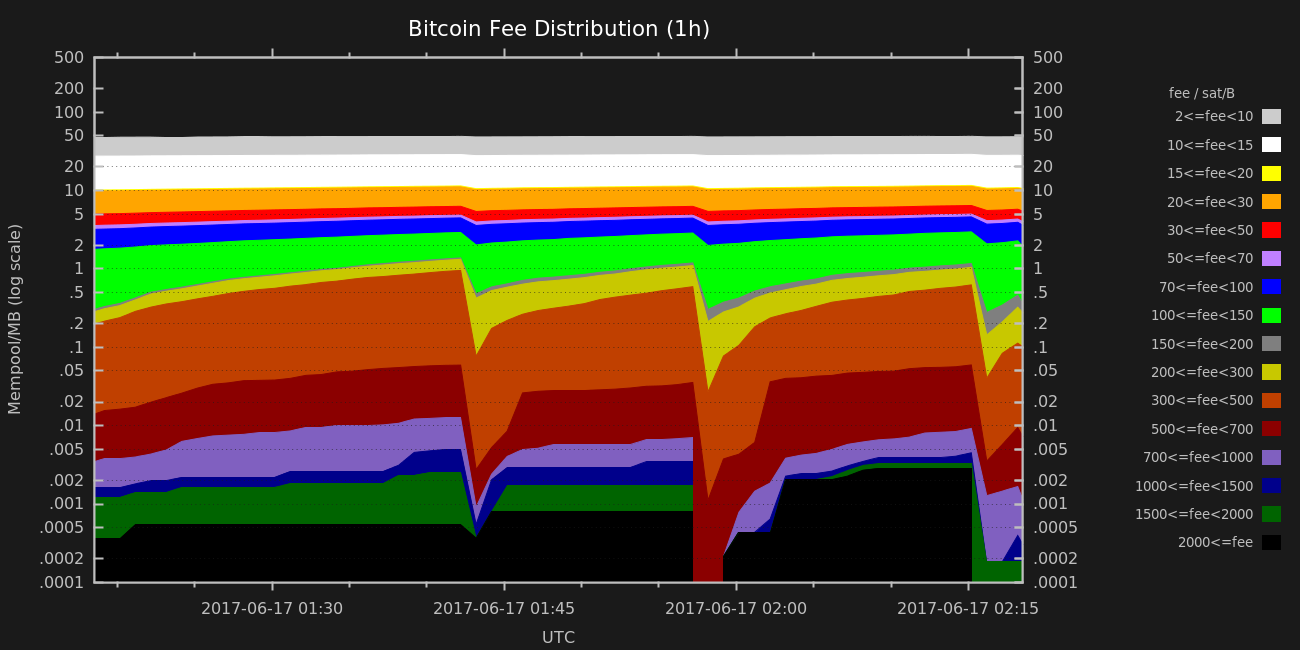 Bitcoin Fee Distribution (1h)
Mempool/MB (log scale)
500
200
100
50
20
10
5
2
1
.5
.2
.1
.05
.02
.01
.005
.002
.001
.0005
.0002
.0001
500
200
100
50
20
10
5
2
1
.5
.2
.1
.05
.02
.01
.005
.002
.001
.0005
.0002
.0001
2017-06-17 01:30
2017-06-17 01:45
2017-06-17 02:00
2017-06-17 02:15
UTC
fee / sat/B
2<=fee<10
10<=fee<15
15<=fee<20
20<=fee<30
30<=fee<50
50<=fee<70
70<=fee<100
100<=fee<150
150<=fee<200
200<=fee<300
300<=fee<500
500<=fee<700
700<=fee<1000
1000<=fee<1500
1500<=fee<2000
2000<=fee